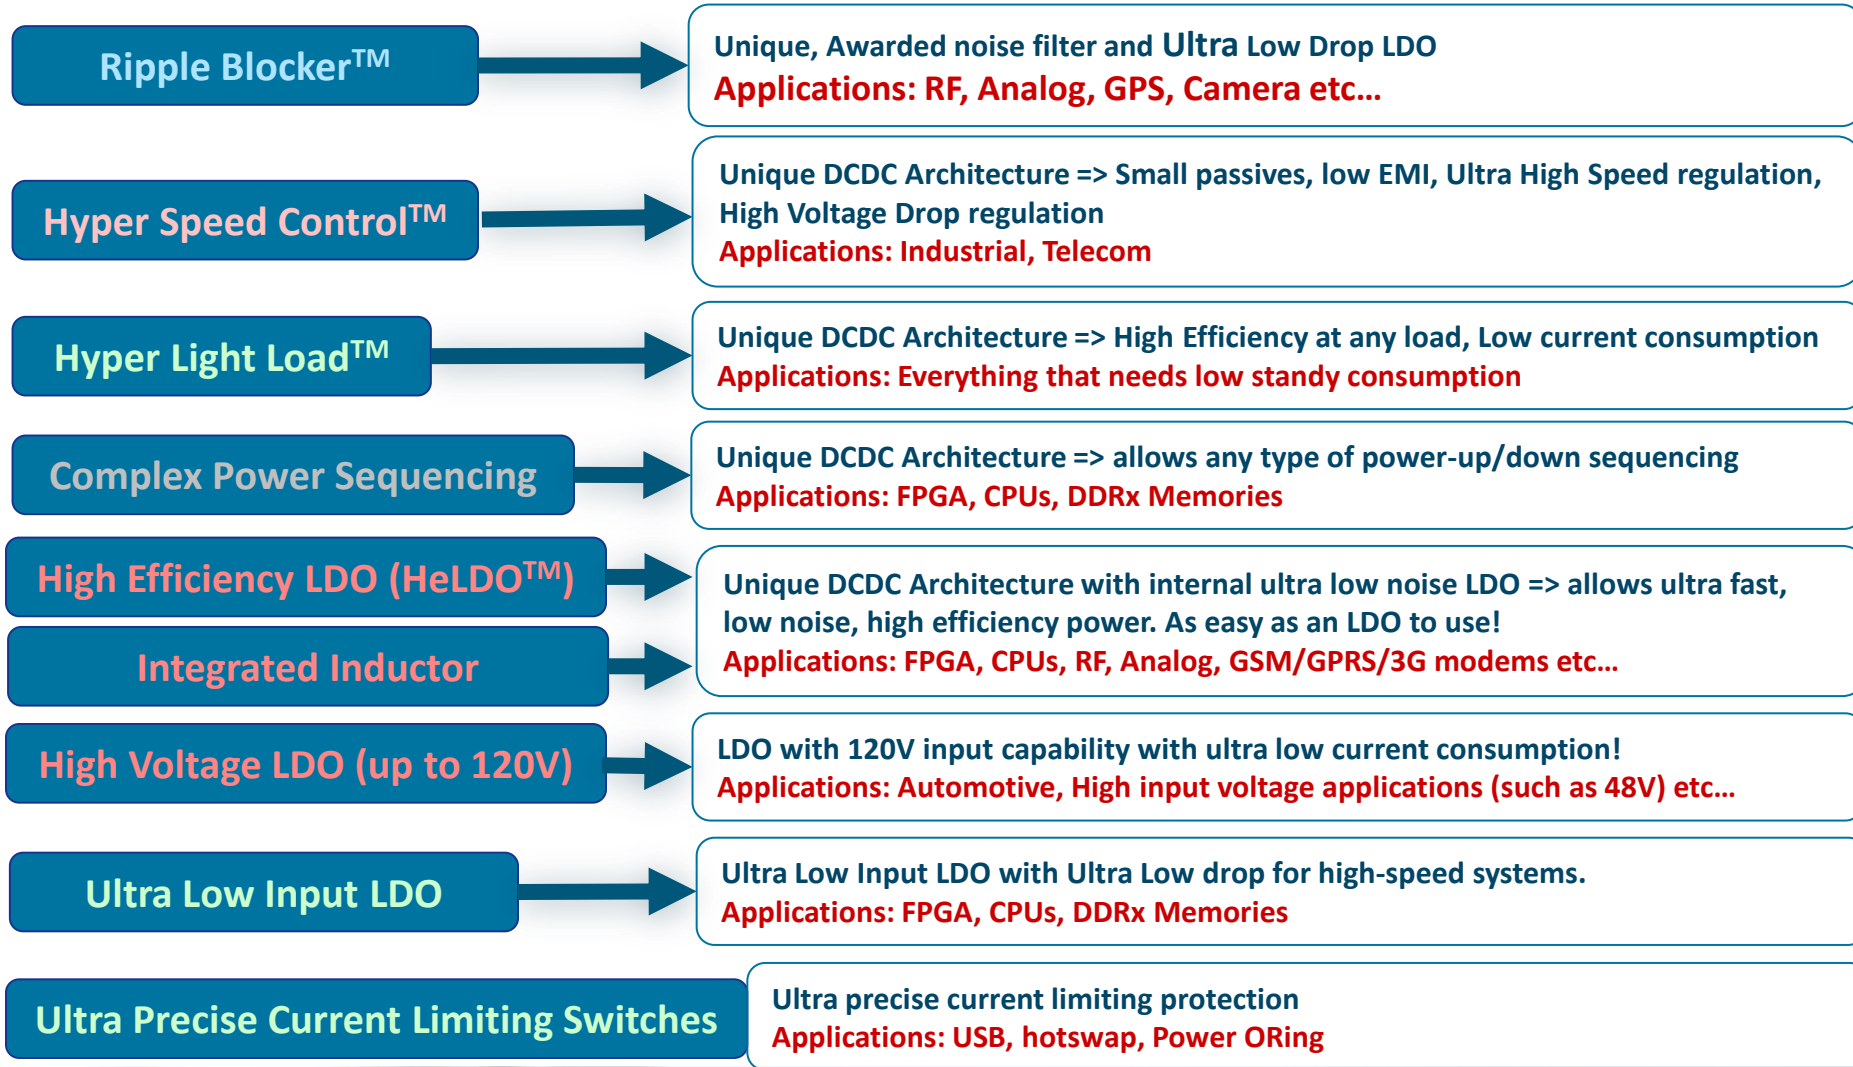 Ripple Blocker™
Unique, Awarded noise filter and Ultra Low Drop LDO
Applications: RF, Analog, GPS, Camera etc...
Hyper Speed Control™
Unique DCDC Architecture => Small passives, low EMI, Ultra High Speed regulation,
High Voltage Drop regulation
Applications: Industrial, Telecom
Hyper Light Load™
Unique DCDC Architecture => High Efficiency at any load, Low current consumption
Applications: Everything that needs low standy consumption
Complex Power Sequencing
Unique DCDC Architecture => allows any type of power-up/down sequencing
Applications: FPGA, CPUs, DDRx Memories
High Efficiency LDO (HeLDO™)
Integrated Inductor
Unique DCDC Architecture with internal ultra low noise LDO => allows ultra fast,
low noise, high efficiency power. As easy as an LDO to use!
Applications: FPGA, CPUs, RF, Analog, GSM/GPRS/3G modems etc...
High Voltage LDO (up to 120V)
LDO with 120V input capability with ultra low current consumption!
Applications: Automotive, High input voltage applications (such as 48V) etc...
Ultra Low Input LDO
Ultra Low Input LDO with Ultra Low drop for high-speed systems.
Applications: FPGA, CPUs, DDRx Memories
Ultra Precise Current Limiting Switches
Ultra precise current limiting protection
Applications: USB, hotswap, Power ORing